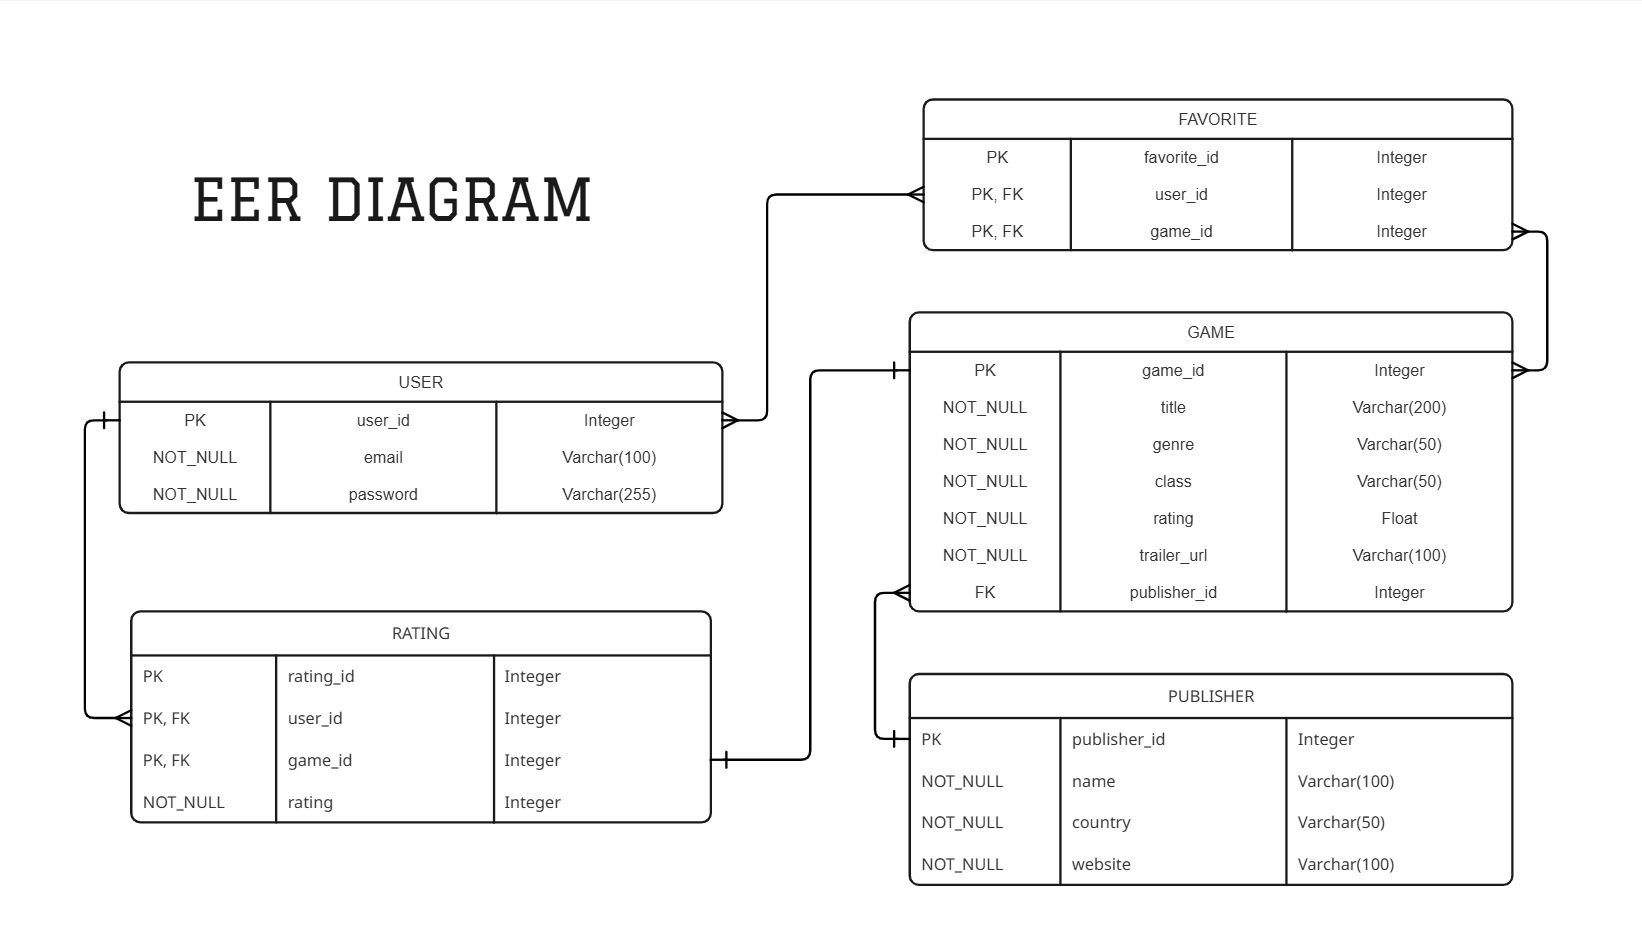 EER DIAGRAM
FAVORITE
PK favorite_id Integer
PK, FK user_id Integer
PK, FK game_id Integer
USER
PK user_id Integer
NOT_NULL email Varchar(100)
NOT_NULL password Varchar(255)
GAME
PK game_id Integer
NOT_NULL title Varchar(200)
NOT_NULL genre Varchar(50)
NOT_NULL class Varchar(50)
NOT_NULL rating Float
NOT_NULL trailer_url Varchar(100)
FK publisher_id Integer
RATING
PK rating_id Integer
PK, FK user_id Integer
PK, FK game_id Integer
NOT_NULL rating Integer
PUBLISHER
PK publisher_id Integer
NOT_NULL name Varchar(100)
NOT_NULL country Varchar(50)
NOT_NULL website Varchar(100)